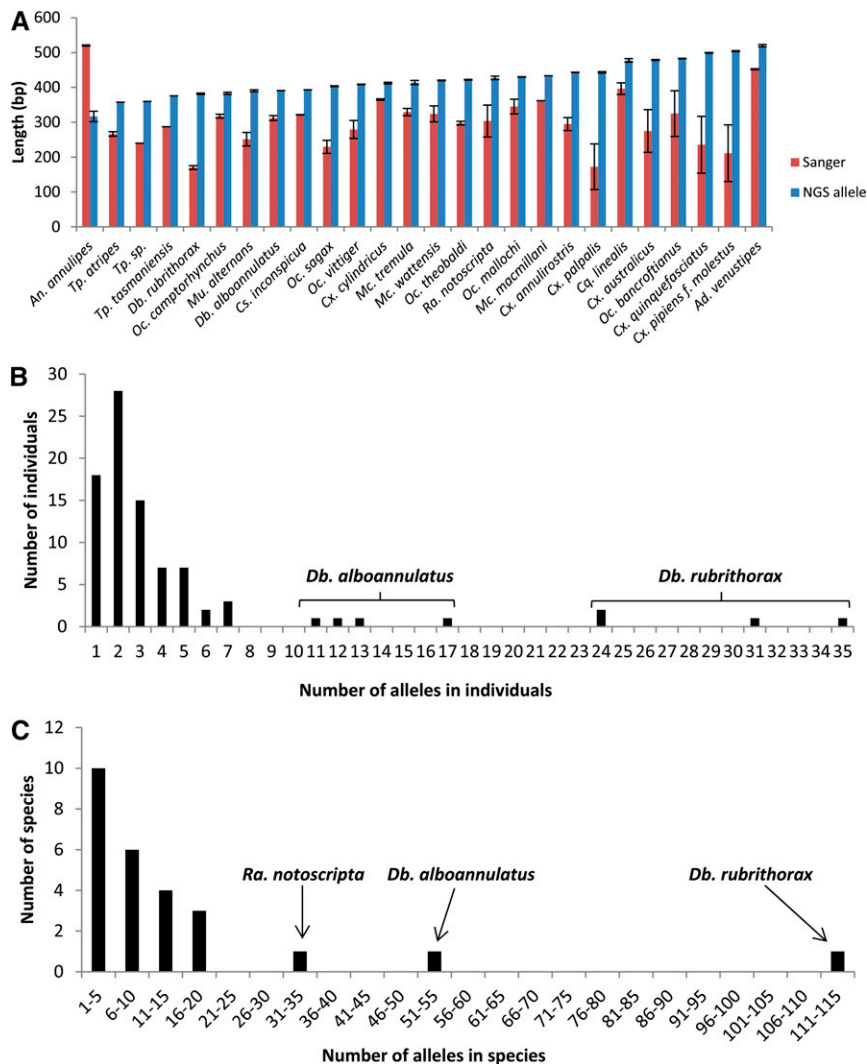 A
600
500
400
300
200
100
0
Length (bp)
Sanger
NGS allele
An. annulipes
Tp. atripes
Tp. sp.
Tp. tasmaniensis
Db. rubrithorax
Oc. camptorhynchus
Mu. alternans
Db. alboannulatus
Cs. inconspicua
Oc. sagax
Oc. vittiger
Cx. cylindricus
Mc. tremula
Mc. wattensis
Oc. theobaldi
Ra. notoscripta
Oc. mallochi
Mc. macmillani
Cx. annulirostris
Cx. palpalis
Cq. linealis
Cx. australicus
Oc. bancroftianus
Cx. quinquefasciatus
Cx. pipiens f. molestus
Ad. venustipes
B
30
25
20
15
10
5
0
Number of individuals
Db. alboannulatus
Db. rubrithorax
1 2 3 4 5 6 7 8 9 10 11 12 13 14 15 16 17 18 19 20 21 22 23 24 25 26 27 28 29 30 31 32 33 34 35
Number of alleles in individuals
C
12
10
8
6
4
2
0
Number of species
Ra. notoscripta
Db. alboannulatus
Db. rubrithorax
1-5
6-10
11-15
16-20
21-25
26-30
31-35
36-40
41-45
46-50
51-55
56-60
61-65
66-70
71-75
76-80
81-85
86-90
91-95
96-100
101-105
106-110
111-115
Number of alleles in species